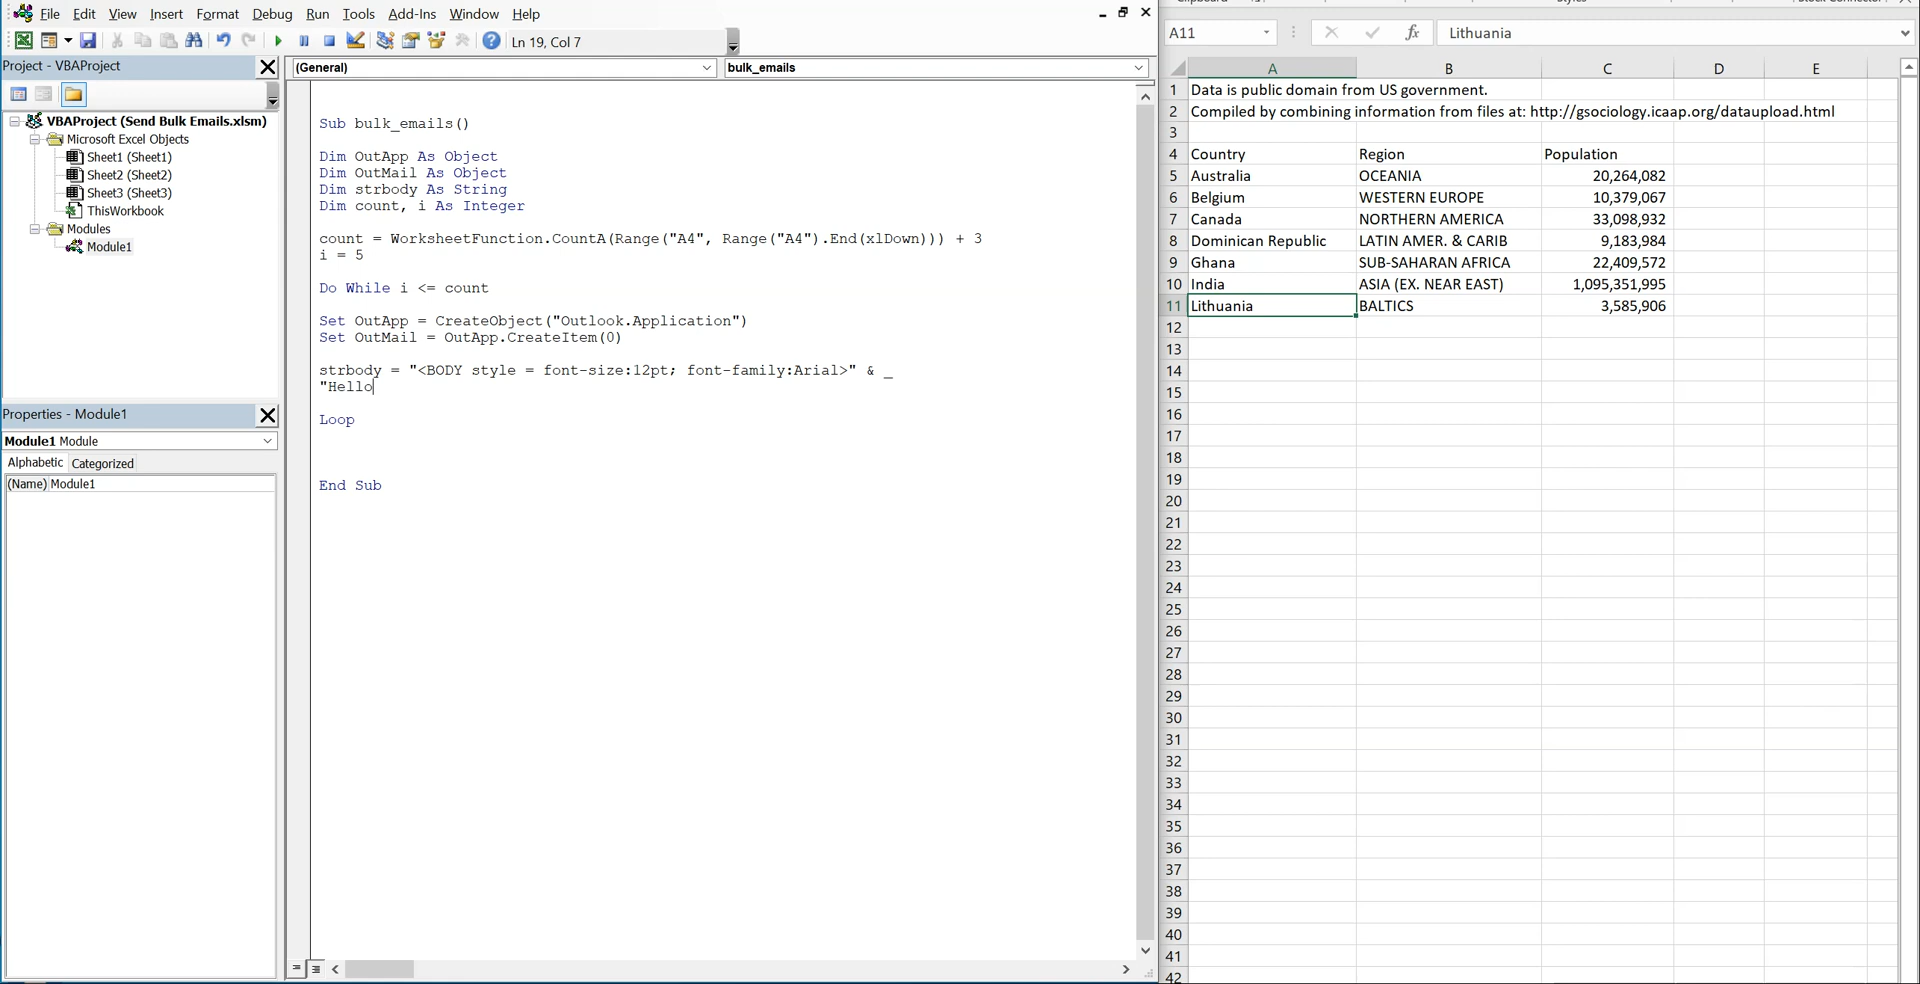 File Edit View Insert Format Debug Run Tools Add-Ins Window Help
Ln 19, Col 7
Project - VBAProject
VBAProject (Send Bulk Emails.xlsm)
Microsoft Excel Objects
Sheet1 (Sheet1)
Sheet2 (Sheet2)
Sheet3 (Sheet3)
ThisWorkbook
Modules
Module1
Properties - Module1
Module1 Module
Alphabetic Categorized
(Name) Module1
(General) bulk_emails
Sub bulk_emails()
Dim OutApp As Object
Dim OutMail As Object
Dim strbody As String
Dim count, i As Integer
count = WorksheetFunction.CountA(Range("A4", Range("A4").End(xlDown))) + 3
i = 5
Do While i <= count
Set OutApp = CreateObject("Outlook.Application")
Set OutMail = OutApp.CreateItem(0)
strbody = "<BODY style = font-size:12pt; font-family:Arial>" & _
"Hello
Loop
End Sub
A11 fx Lithuania
A B C D E
1 Data is public domain from US government.
2 Compiled by combining information from files at: http://gsociology.icaap.org/dataupload.html
3
4 Country Region Population
5 Australia OCEANIA 20,264,082
6 Belgium WESTERN EUROPE 10,379,067
7 Canada NORTHERN AMERICA 33,098,932
8 Dominican Republic LATIN AMER. & CARIB 9,183,984
9 Ghana SUB-SAHARAN AFRICA 22,409,572
10 India ASIA (EX. NEAR EAST) 1,095,351,995
11 Lithuania BALTICS 3,585,906
12
13
14
15
16
17
18
19
20
21
22
23
24
25
26
27
28
29
30
31
32
33
34
35
36
37
38
39
40
41
42